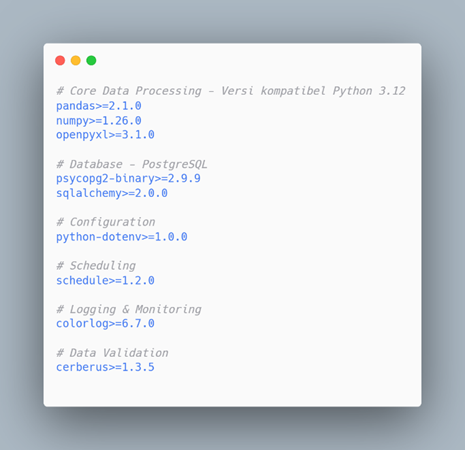 # Core Data Processing - Versi kompatibel Python 3.12
pandas>=2.1.0
numpy>=1.26.0
openpyxl>=3.1.0
# Database - PostgreSQL
psycopg2-binary>=2.9.9
sqlalchemy>=2.0.0
# Configuration
python-dotenv>=1.0.0
# Scheduling
schedule>=1.2.0
# Logging & Monitoring
colorlog>=6.7.0
# Data Validation
cerberus>=1.3.5